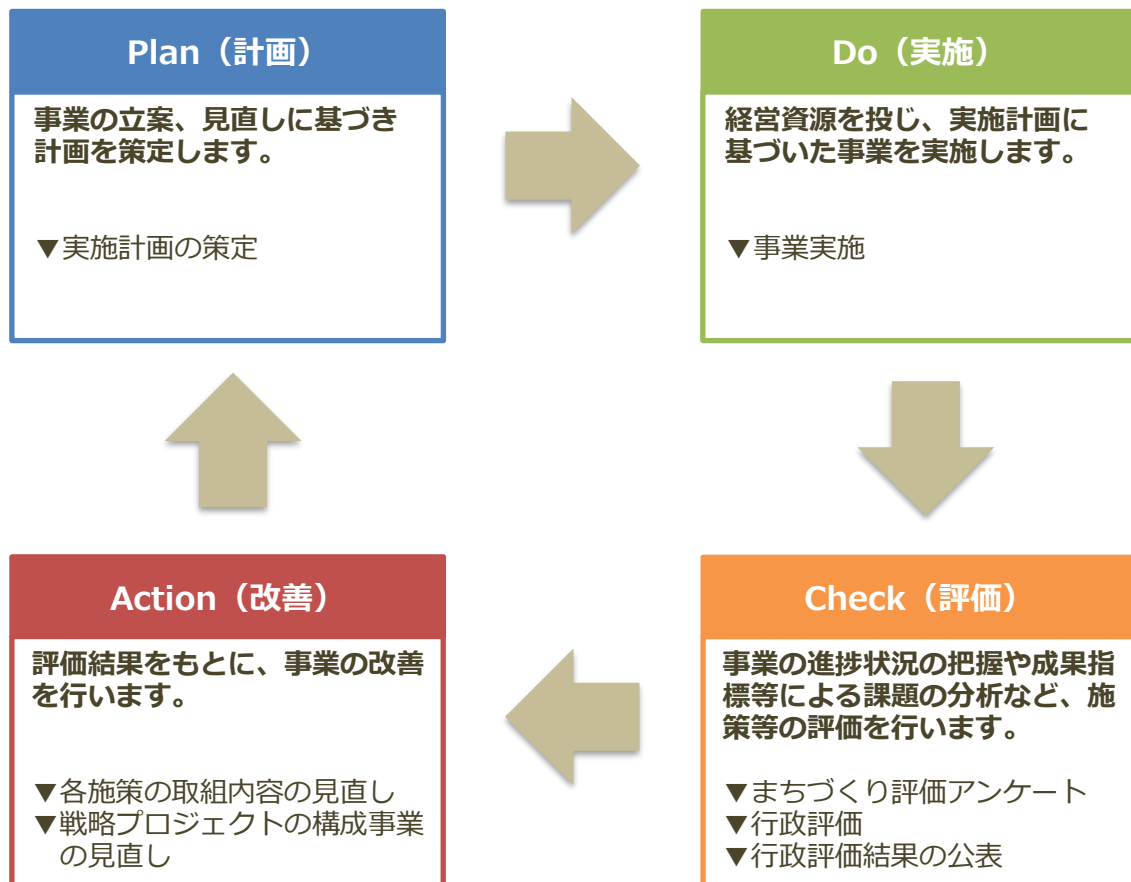 Plan（計画）
事業の立案、見直しに基づき
計画を策定します。
▼実施計画の策定
Do（実施）
経営資源を投じ、実施計画に
基づいた事業を実施します。
▼事業実施
Action（改善）
評価結果をもとに、事業の改善
を行います。
▼各施策の取組内容の見直し
▼戦略プロジェクトの構成事業
の見直し
Check（評価）
事業の進捗状況の把握や成果指
標等による課題の分析など、施
策等の評価を行います。
▼まちづくり評価アンケート
▼行政評価
▼行政評価結果の公表